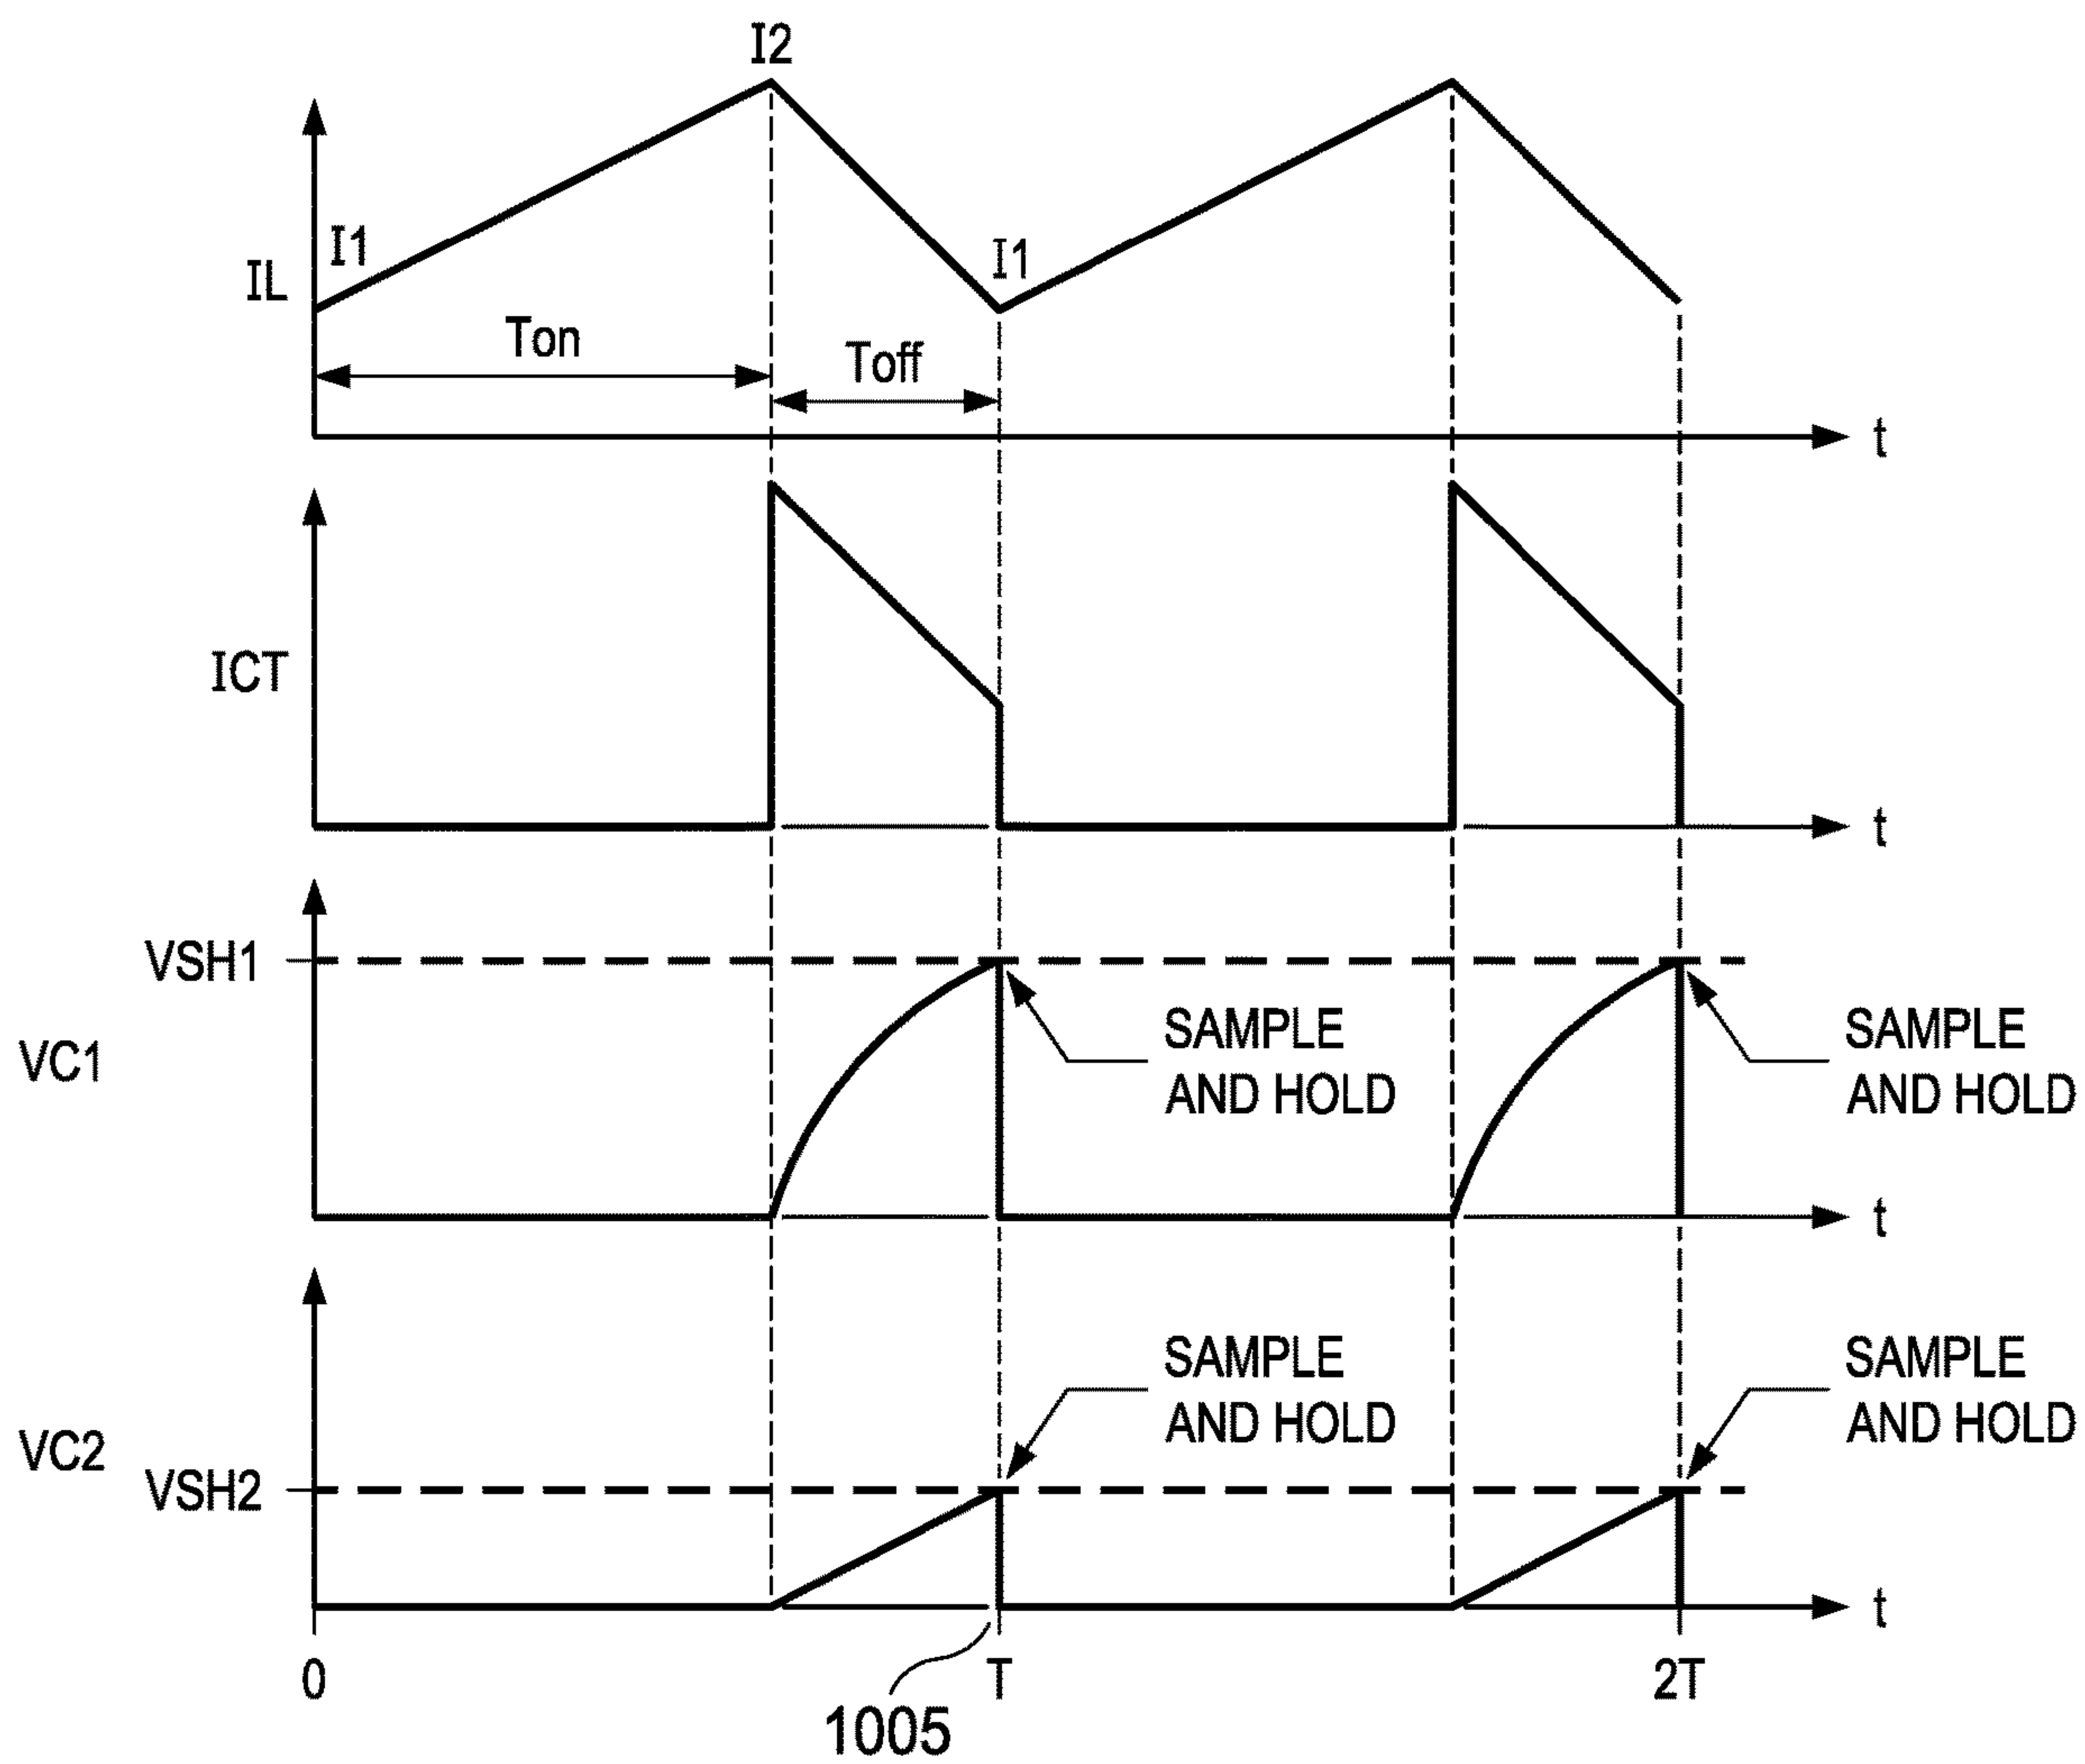 I2
I1
IL
I1
Ton
Toff
t
ICT
t
VSH1
VC1
SAMPLE
AND HOLD
SAMPLE
AND HOLD
t
VC2
VSH2
SAMPLE
AND HOLD
SAMPLE
AND HOLD
t
0
T
2T
1005